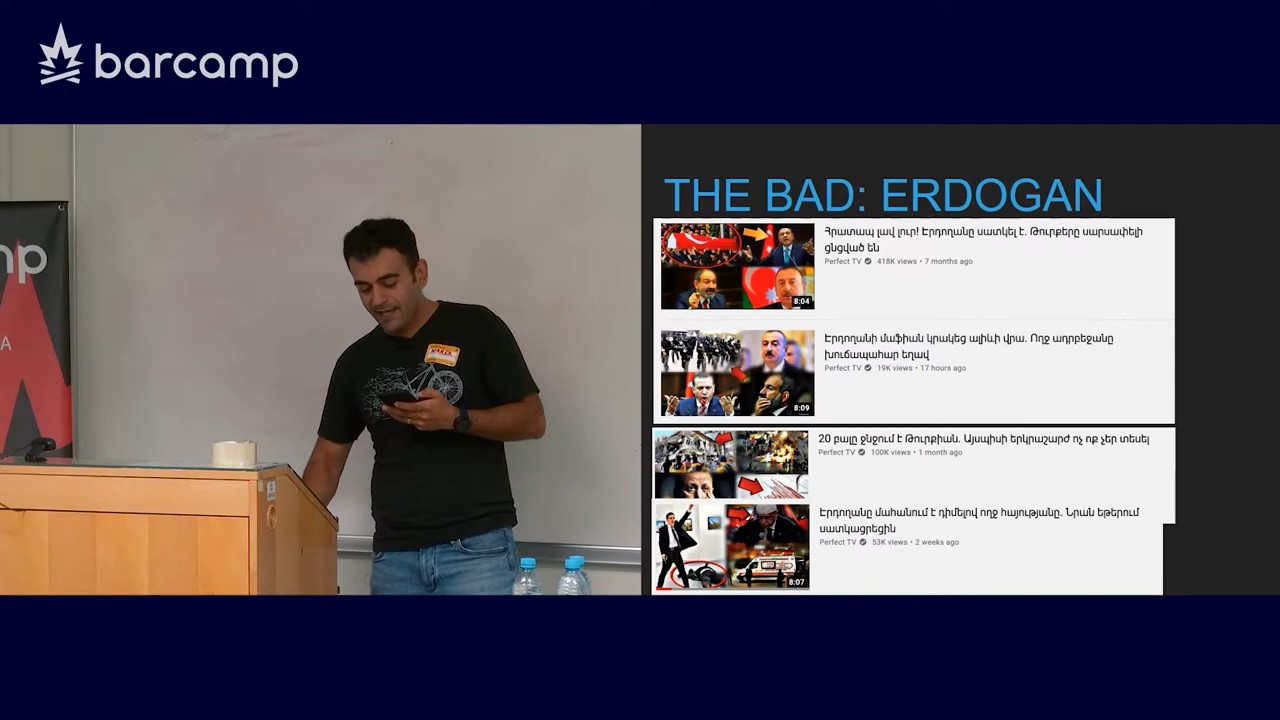 barcamp
mp
A
THE BAD: ERDOGAN
Հրատապ լավ լուր! Էրդողանը սատկել է. Թուրքերը սարսափելի
ցնցված են
Perfect TV 418K views • 7 months ago
8:04
Էրդողանի մաֆիան կրակեց ալիևի վրա. Ողջ ադրբեջանը
խուճապահար եղավ
Perfect TV 19K views • 17 hours ago
8:09
20 բալը ջնջում է Թուրքիան. Այսպիսի երկրաշարժ ոչ ոք չեր տեսել
Perfect TV 100K views • 1 month ago
Էրդողանը մահանում է դիմելով ողջ հայությանը. Նրան եթերում
սատկացրեցին
Perfect TV 53K views • 2 weeks ago
8:07